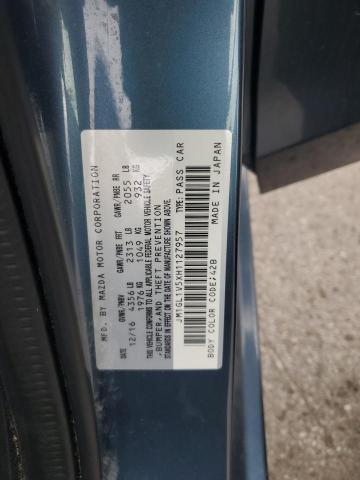 MFD. BY MAZDA MOTOR CORPORATION
GVWR/PNBV GAWR/PNBE FRT GAWR/PNBE RR
12/16 4356 LB 2313 LB 2055 LB
1976 KG 1049 KG 932 KG
THIS VEHICLE CONFORMS TO ALL APPLICABLE FEDERAL MOTOR VEHICLE SAFETY
,BUMPER,AND THEFT PREVENTION
STANDARDS IN EFFECT ON THE DATE OF MANUFACTURE SHOWN ABOVE.
JM1GL1V5XH1127957 TYPE:PASS CAR
BODY COLOR CODE;42B MADE IN JAPAN